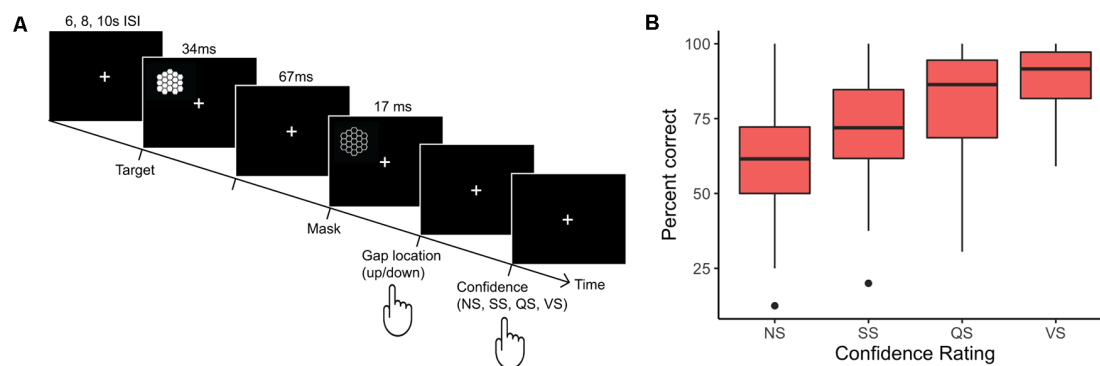 A
6, 8, 10s ISI
34ms
67ms
17 ms
Target
Mask
Gap location
(up/down)
Confidence
(NS, SS, QS, VS)
Time
B
Percent correct
100
75
50
25
NS SS QS VS
Confidence Rating